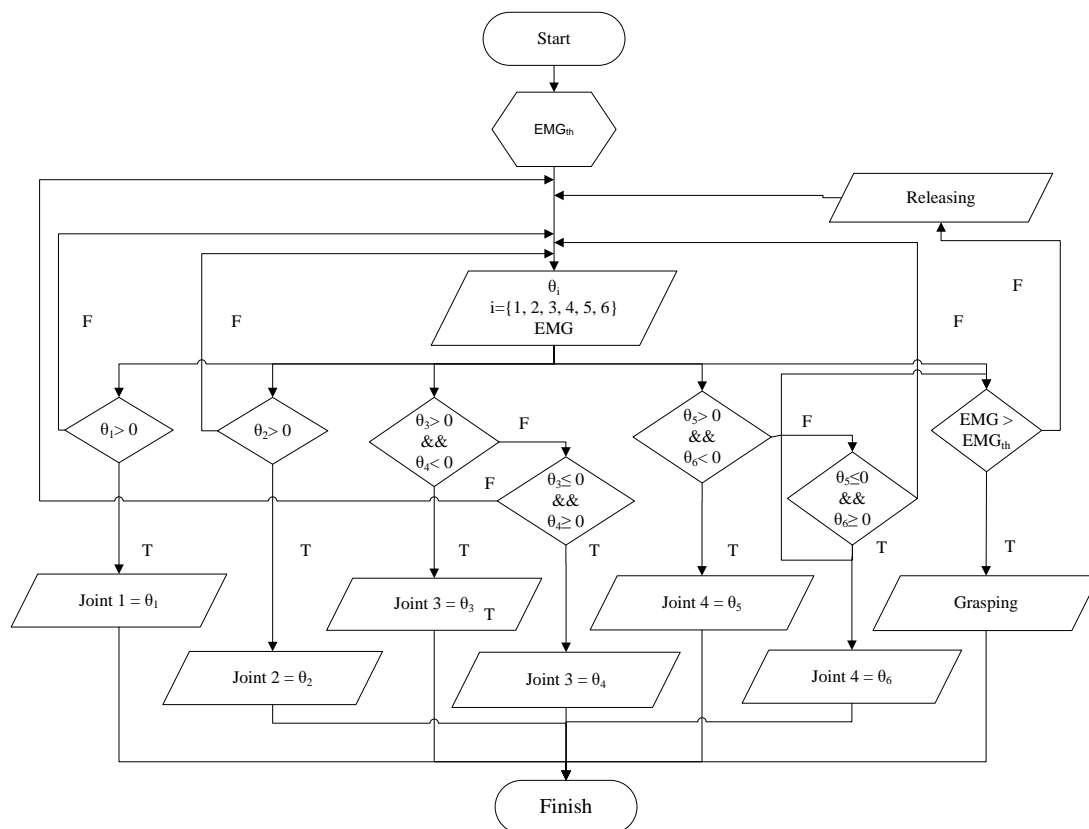 Start
EMGth
Releasing
θi
i={1, 2, 3, 4, 5, 6}
EMG
F
F
F
F
θ1> 0
θ2> 0
θ3> 0
&&
θ4< 0
F
θ3≤ 0
&&
θ4≥ 0
F
θ5> 0
&&
θ6< 0
F
θ5≤0
&&
θ6≥ 0
EMG >
EMGth
T
T
T
T
T
T
T
Joint 1 = θ1
Joint 3 = θ3
T
Joint 4 = θ5
Grasping
Joint 2 = θ2
Joint 3 = θ4
Joint 4 = θ6
Finish